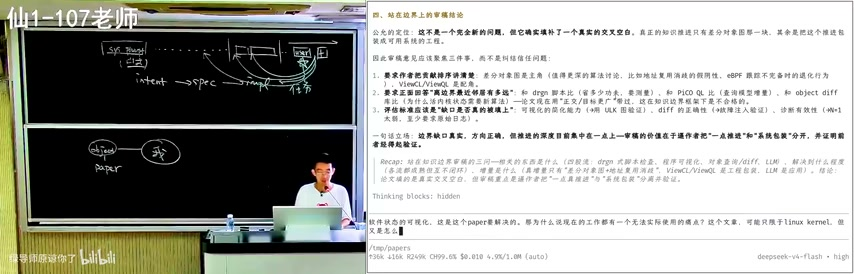 仙1-107老师
sys
intent → spec → impl
object
我
paper
绿导师原谅你了 bilibili
四、站在边界上的审稿结论
公允的定位：这不是一个完全新的问题，但它确实填补了一个真实的交叉空白。真正的知识推进只有差分对象图那一块，其余是把这个推进包
装成可用系统的工程。
因此审稿意见应该聚焦三件事，而不是纠结信任问题：
1. 要求作者把贡献排序讲清楚：差分对象图是主角（值得更深的算法讨论，比如地址复用消歧的假阴性、eBPF 跟踪不完备时的退化行为
），ViewCL/ViewQL 是配角。
2. 要求正面回答"离边界最近邻居有多远"：和 drgn 脚本比（省多少功夫，要测量），和 PiCO QL 比（查询模型增量），和 object diff
库比（为什么活内核状态需要新算法）——论文现在用"正交/目标更广"带过，这在知识边界框架下是不合格的。
3. 评估标准应该是"缺口是否真的被填上"：可视化的简化能力（→用 ULK 图验证）、diff 的正确性（→故障注入验证）、诊断有效性（→N×1
太弱，至少要求原始日志）。
一句话立场：边界缺口真实，方向正确，但推进的深度目前集中在一点上——审稿的价值在于逼作者把"一点推进"和"系统包装"分开，并证明前
者经得起验证。
Recap: 站在知识边界审稿的三问——相关的东西是什么（四股流：drgn 式脚本检查、程序可视化、对象查询/diff、LLM），解决到什么程度
（各流都成熟但互不闭环），增量是什么（真增量只有"差分对象图+地址复用消歧"，ViewCL/ViewQL 是工程包装，LLM 是应用）。结论：
论文填的是真实交叉空白，但审稿重点是逼作者把"一点真推进"与"系统包装"分离并验证。
Thinking blocks: hidden
软件状态的可视化，这是这个paper要解决的。那为什么说现在的工作都有一个无法实际使用的痛点？这个文章，可能只限于linux kernel，但
又是怎么
/tmp/papers
↑36k ↓16k R249k CH99.6% $0.010 4.9%/1.0M (auto)
deepseek-v4-flash • high